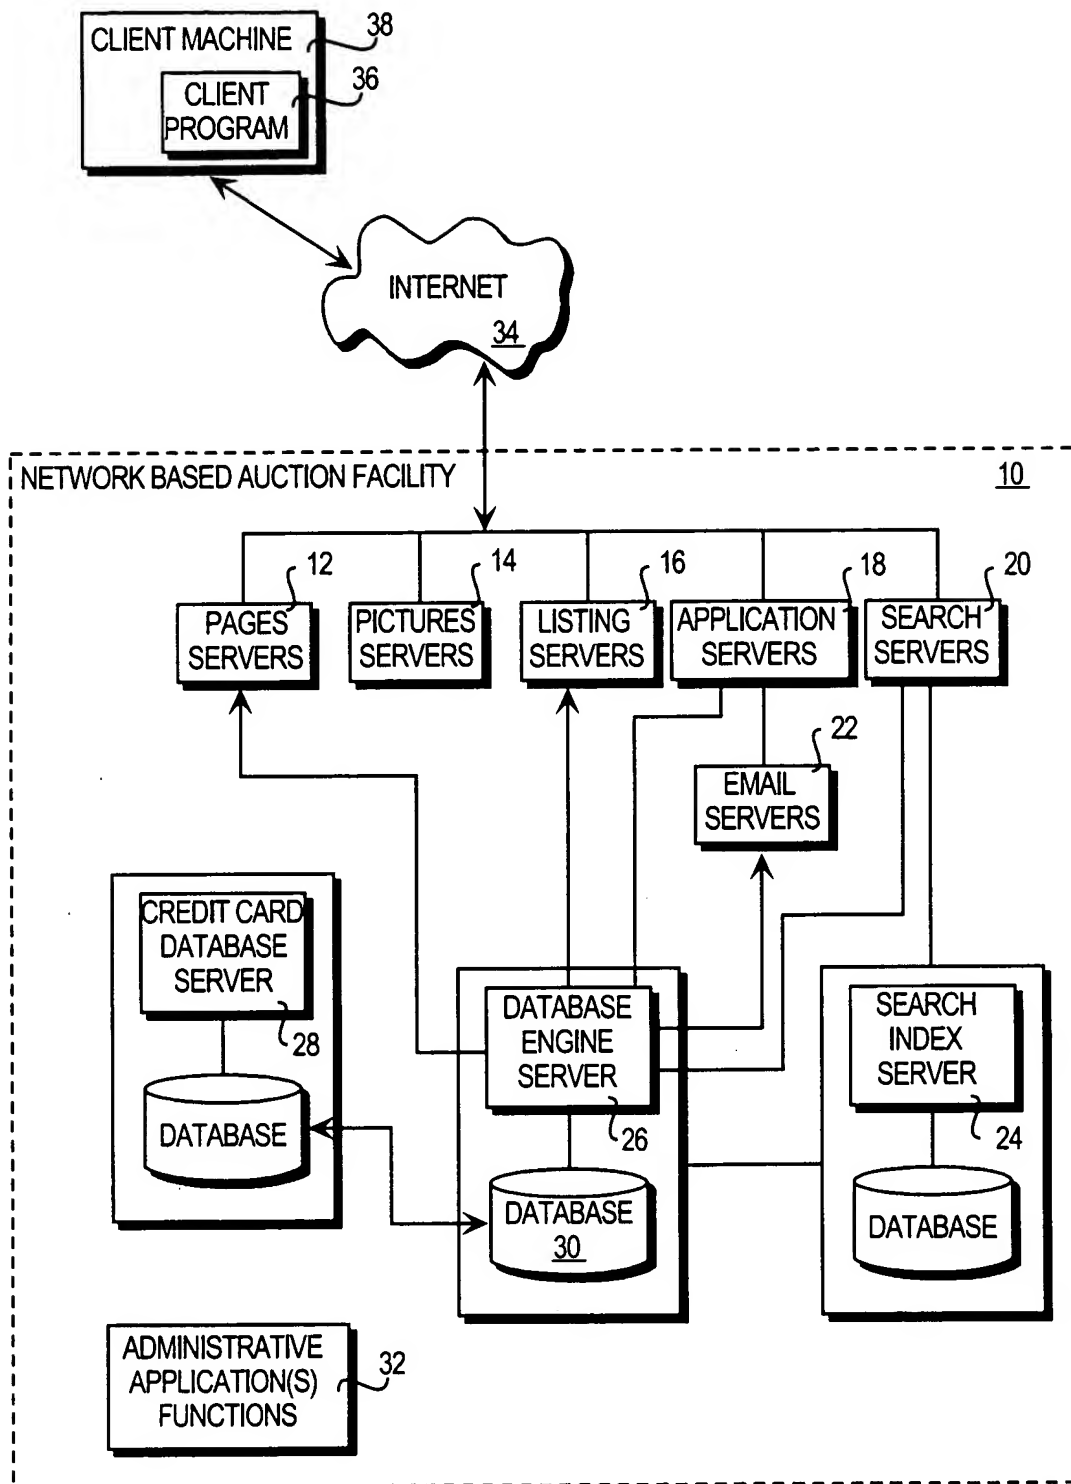 CLIENT MACHINE
38
CLIENT
PROGRAM
36
INTERNET
34
NETWORK BASED AUCTION FACILITY
10
12
14
16
18
20
PAGES
SERVERS
PICTURES
SERVERS
LISTING
SERVERS
APPLICATION
SERVERS
SEARCH
SERVERS
22
EMAIL
SERVERS
CREDIT CARD
DATABASE
SERVER
28
DATABASE
DATABASE
ENGINE
SERVER
26
DATABASE
30
SEARCH
INDEX
SERVER
24
DATABASE
ADMINISTRATIVE
APPLICATION(S)
FUNCTIONS
32